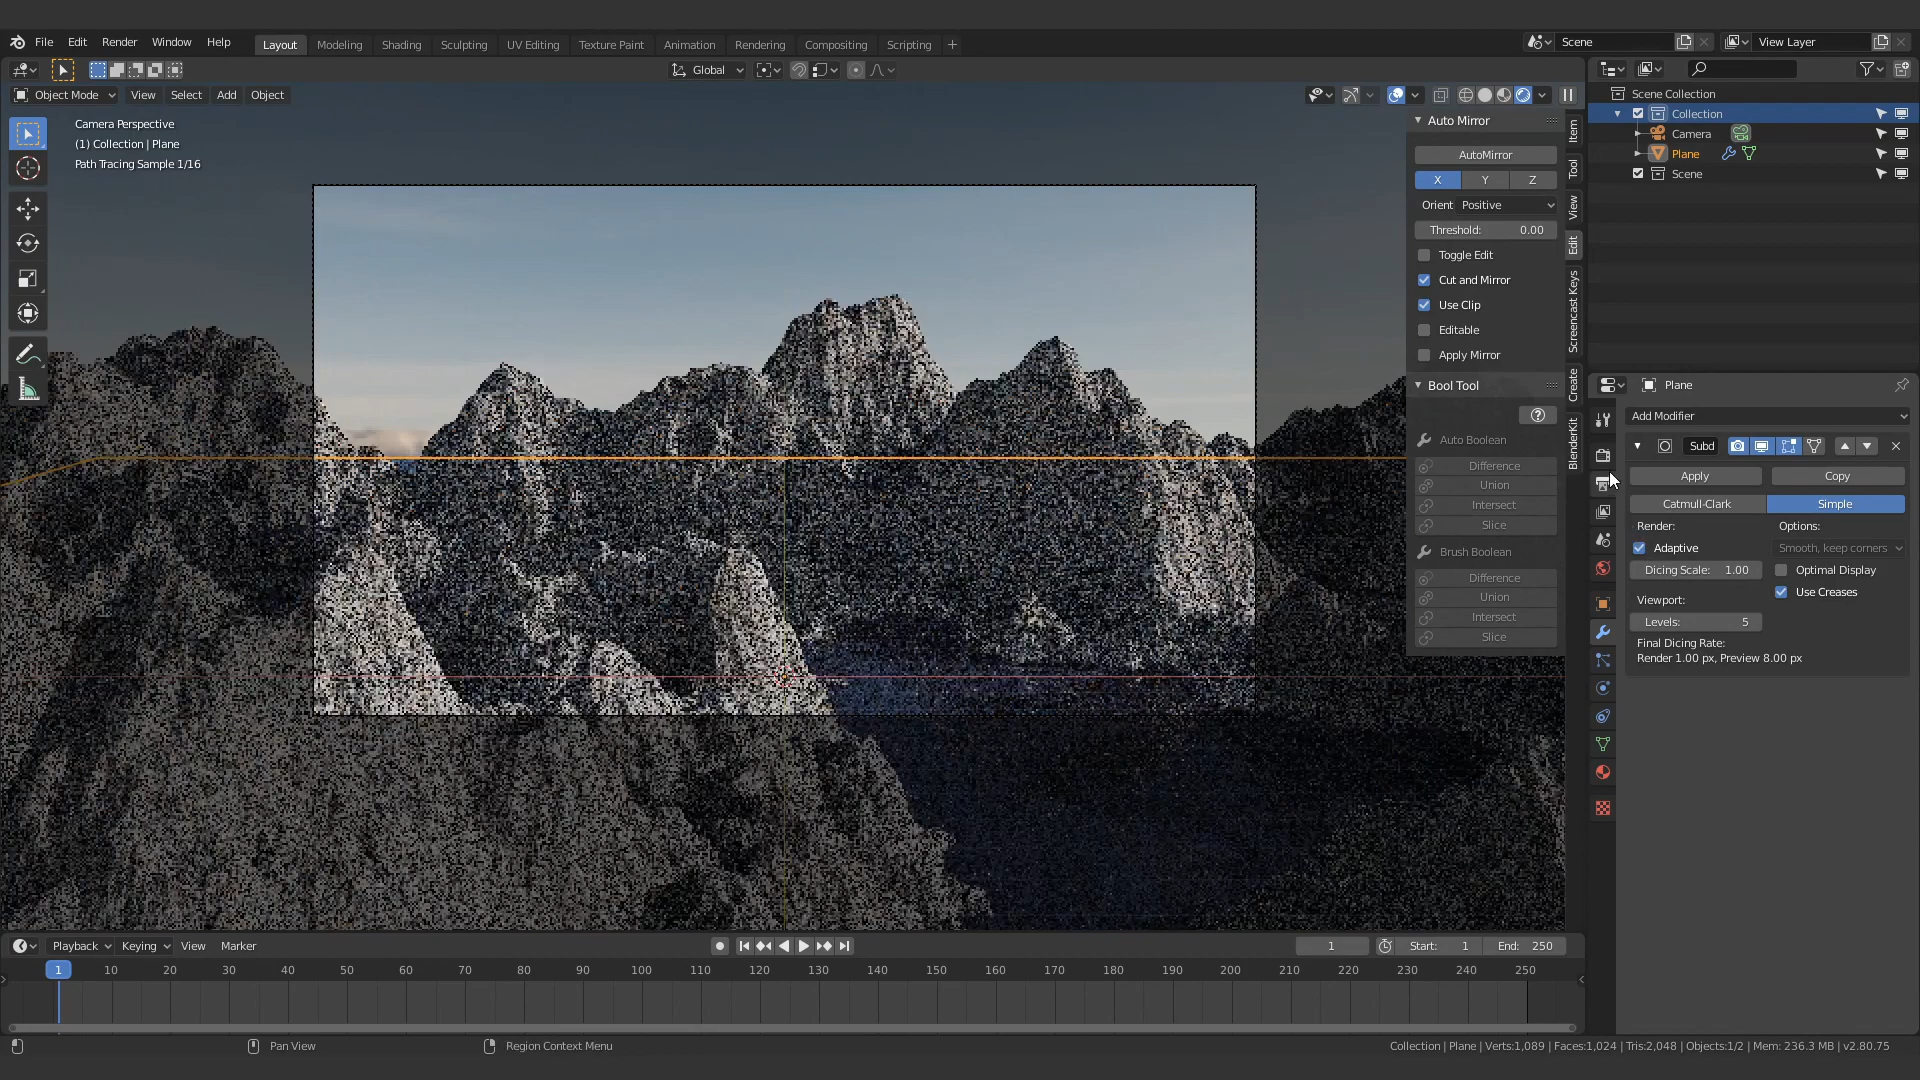 File Edit Render Window Help Layout Modeling Shading Sculpting UV Editing Texture Paint Animation Rendering Compositing Scripting + Scene View Layer
Global
Object Mode View Select Add Object
Camera Perspective
(1) Collection | Plane
Path Tracing Sample 1/16
Auto Mirror
AutoMirror
X Y Z
Orient Positive
Threshold: 0.00
Toggle Edit
Cut and Mirror
Use Clip
Editable
Apply Mirror
Bool Tool
?
Auto Boolean
Difference
Union
Intersect
Slice
Brush Boolean
Difference
Union
Intersect
Slice
Item
Tool
View
Edit
Screencast Keys
Create
BlenderKit
Scene Collection
Collection
Camera
Plane
Scene
Plane
Add Modifier
Subd
Apply Copy
Catmull-Clark Simple
Render: Options:
Adaptive Smooth, keep corners
Dicing Scale: 1.00 Optimal Display
Use Creases
Viewport:
Levels: 5
Final Dicing Rate:
Render 1.00 px, Preview 8.00 px
Playback Keying View Marker 1 Start: 1 End: 250
1 10 20 30 40 50 60 70 80 90 100 110 120 130 140 150 160 170 180 190 200 210 220 230 240 250
Pan View Region Context Menu Collection | Plane | Verts:1,089 | Faces:1,024 | Tris:2,048 | Objects:1/2 | Mem: 236.3 MB | v2.80.75